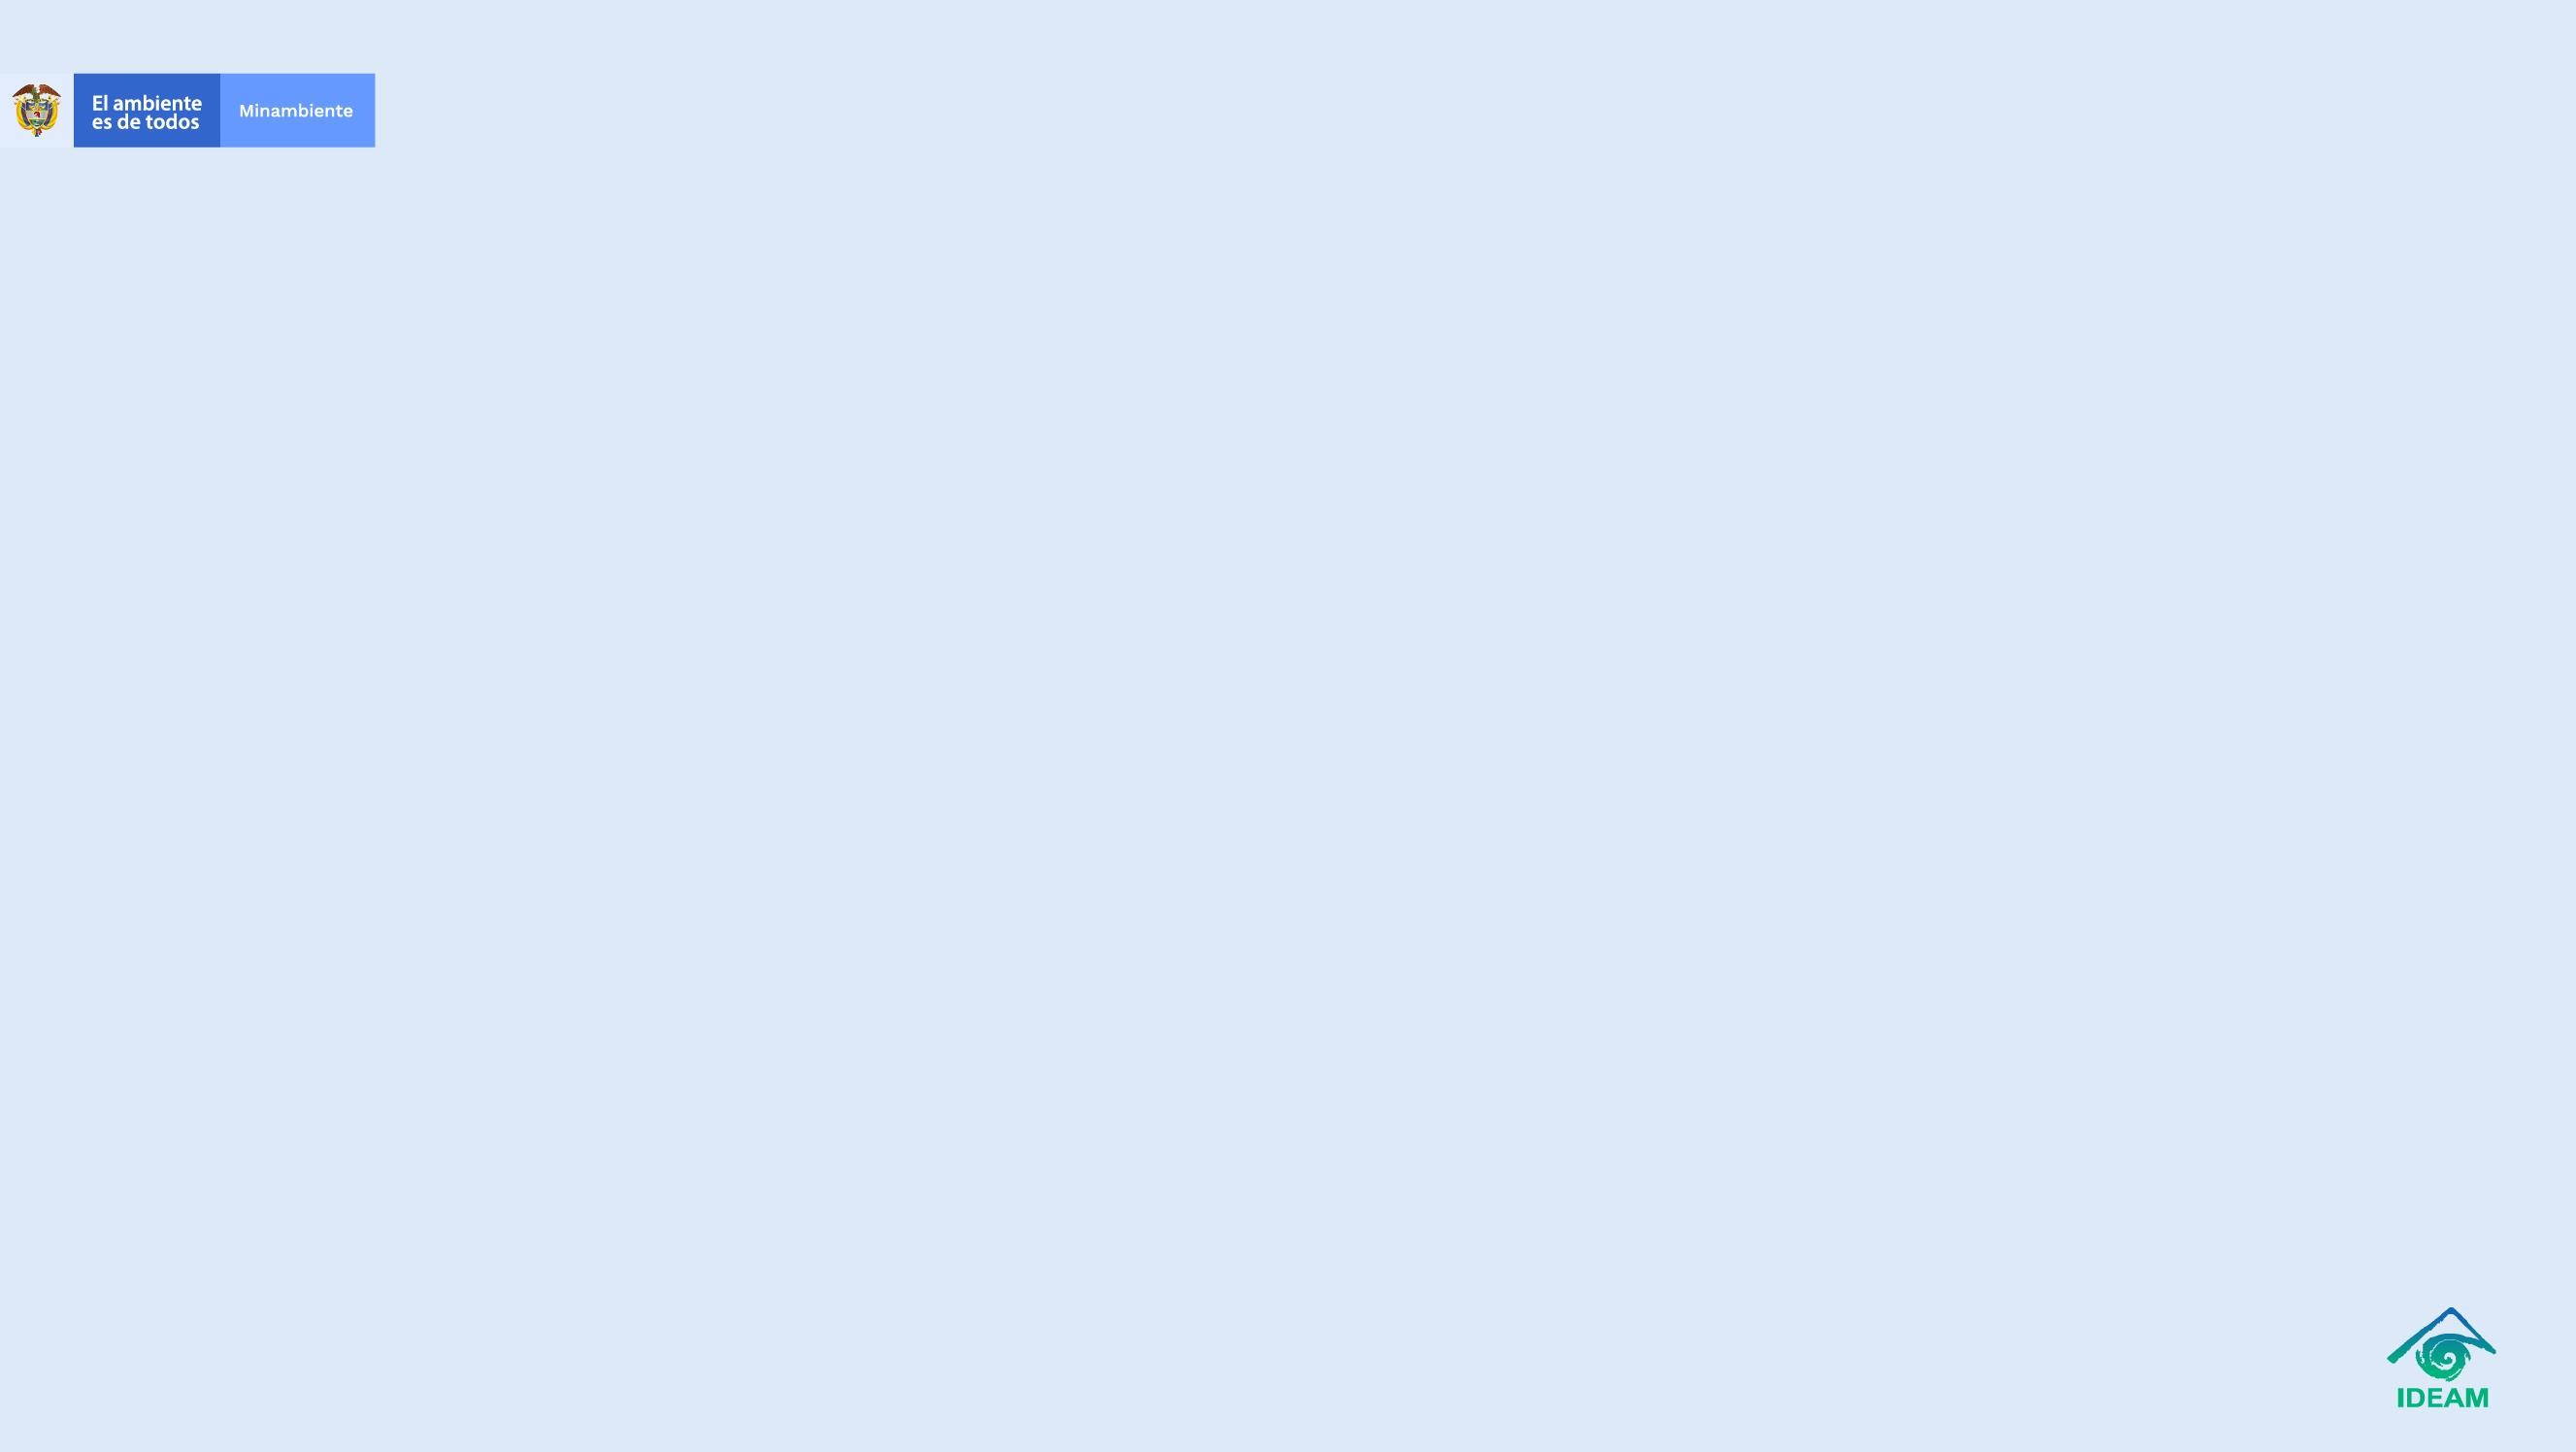 El ambiente
es de todos
Minambiente
IDEAM